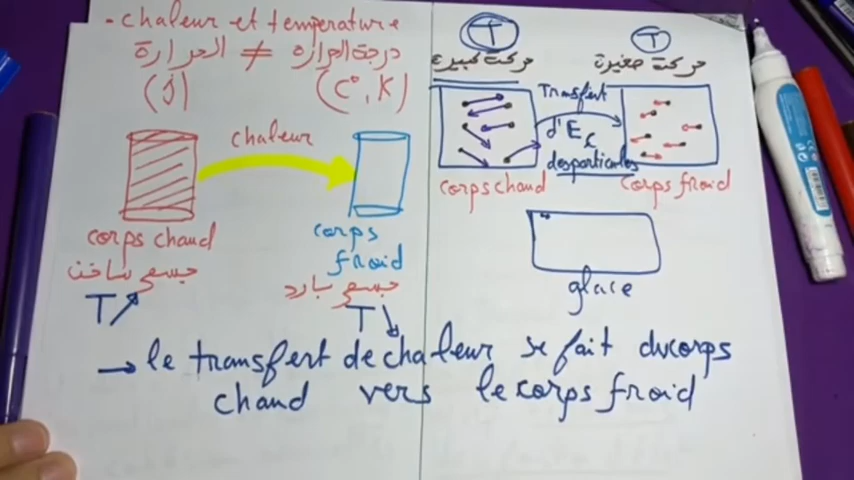 - chaleur et température
الحرارة ≠ درجة الحرارة
(J) (C°, K)
chaleur
corps chaud
جسم ساخن
T↗
corps
froid
جسم بارد
T↘
T
حركة كبيرة
T
حركة صغيرة
Transfert
d'Ec
des particules
corps chaud
corps froid
glace
→ le transfert de chaleur se fait du corps
chand vers le corps froid